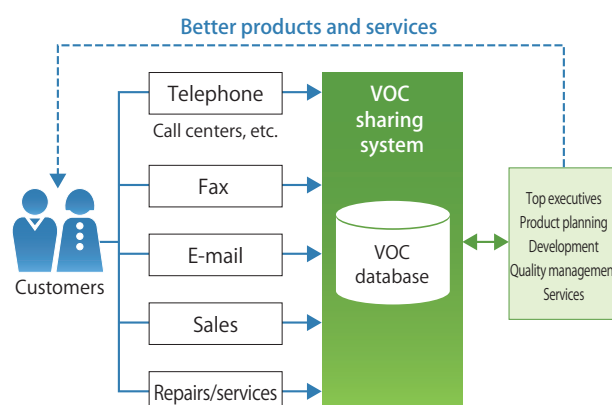 Better products and services
Telephone
Call centers, etc.
Fax
E-mail
Sales
Repairs/services
Customers
VOC
sharing
system
VOC
database
Top executives
Product planning
Development
Quality management
Services